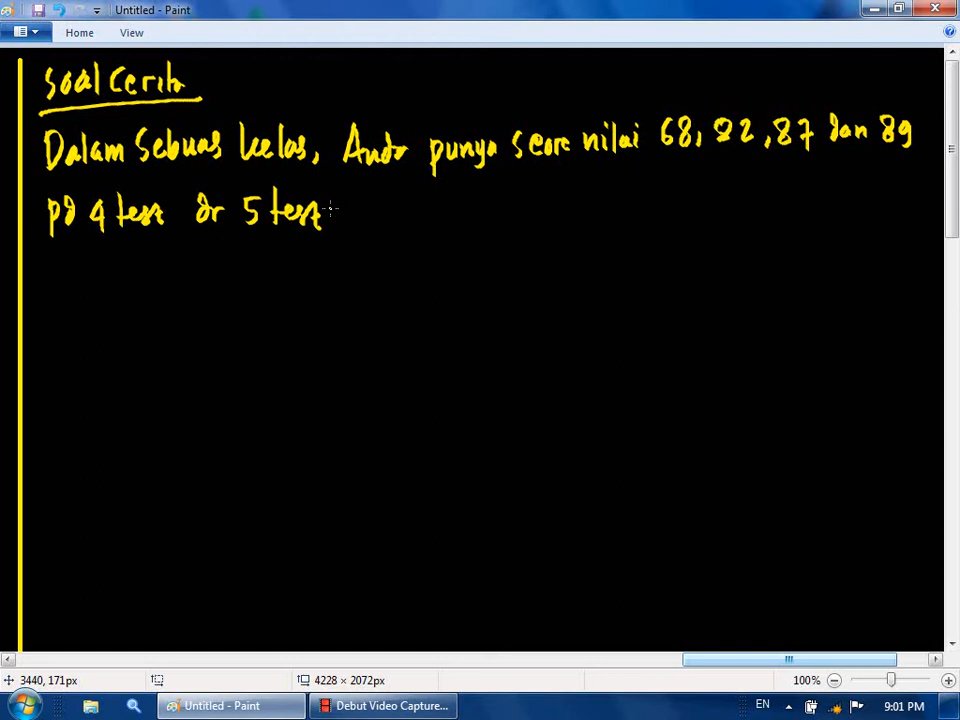 Untitled - Paint
Home View
Soal Cerita
Dalam Sebuah kelas, Anda punya score nilai 68, 82, 87 dan 89
pd 4 test dr 5 test
3440, 171px
4228 × 2072px
100%
Untitled - Paint
Debut Video Capture...
EN
9:01 PM